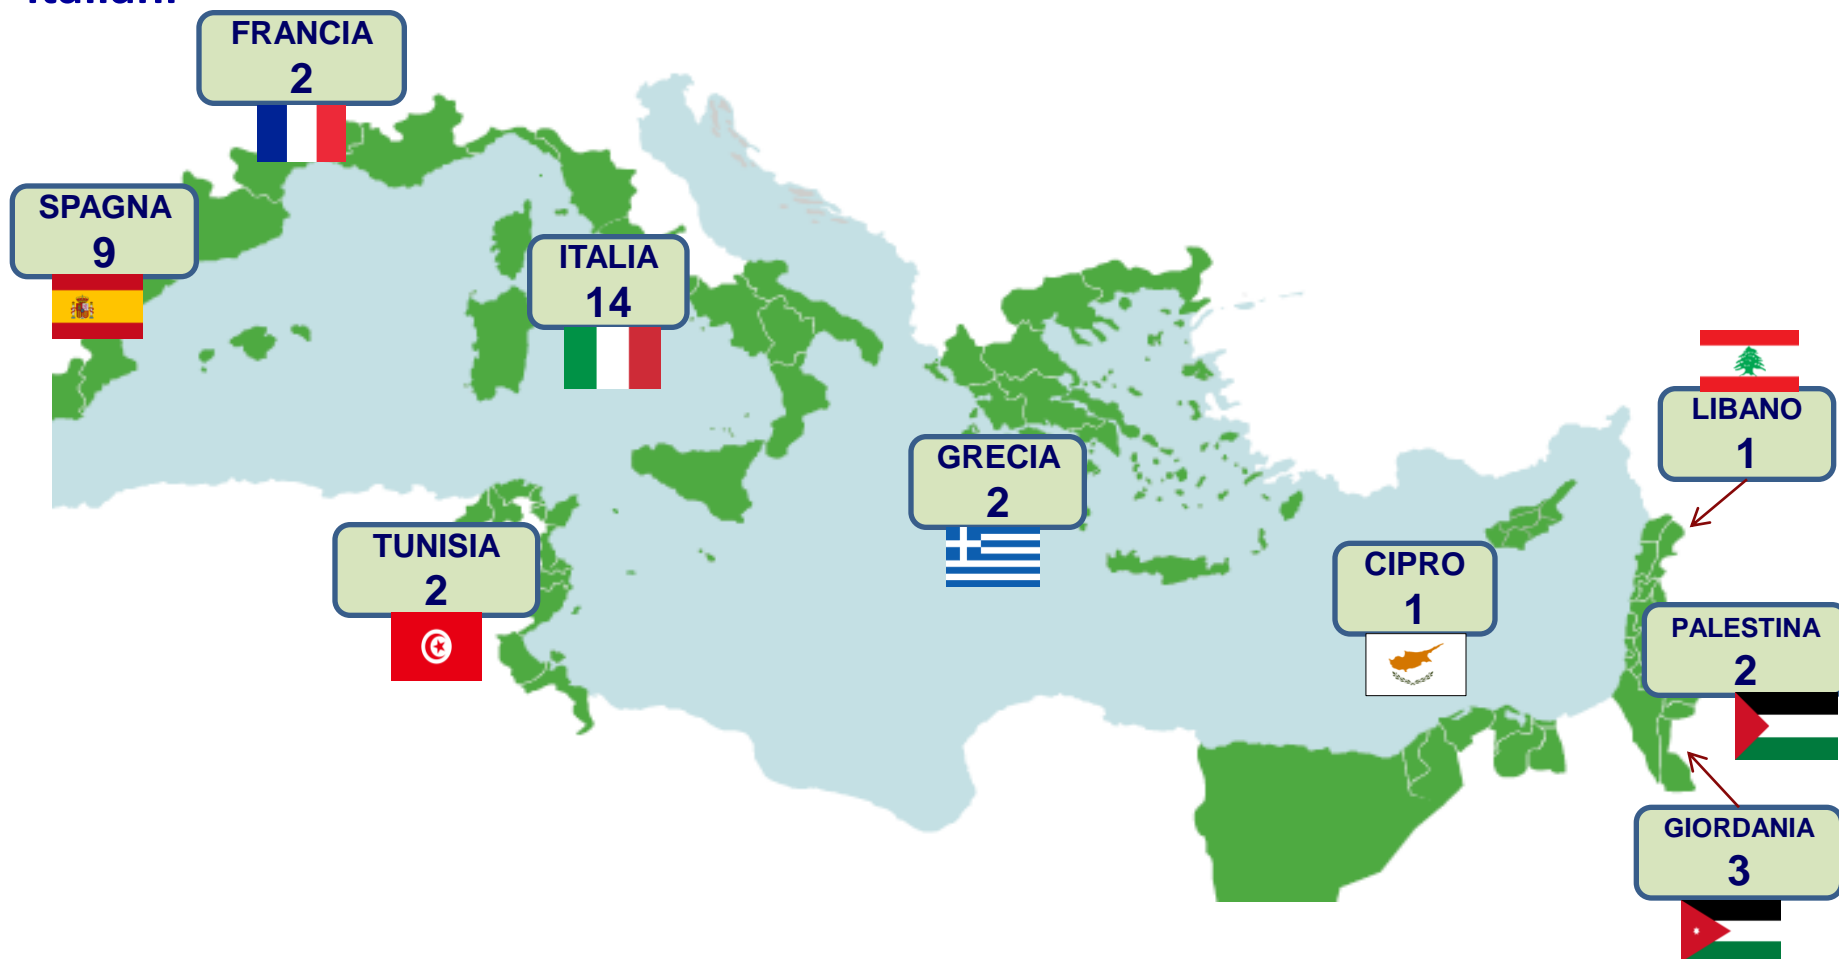 FRANCIA
2
SPAGNA
9
ITALIA
14
LIBANO
1
GRECIA
2
TUNISIA
2
CIPRO
1
PALESTINA
2
GIORDANIA
3